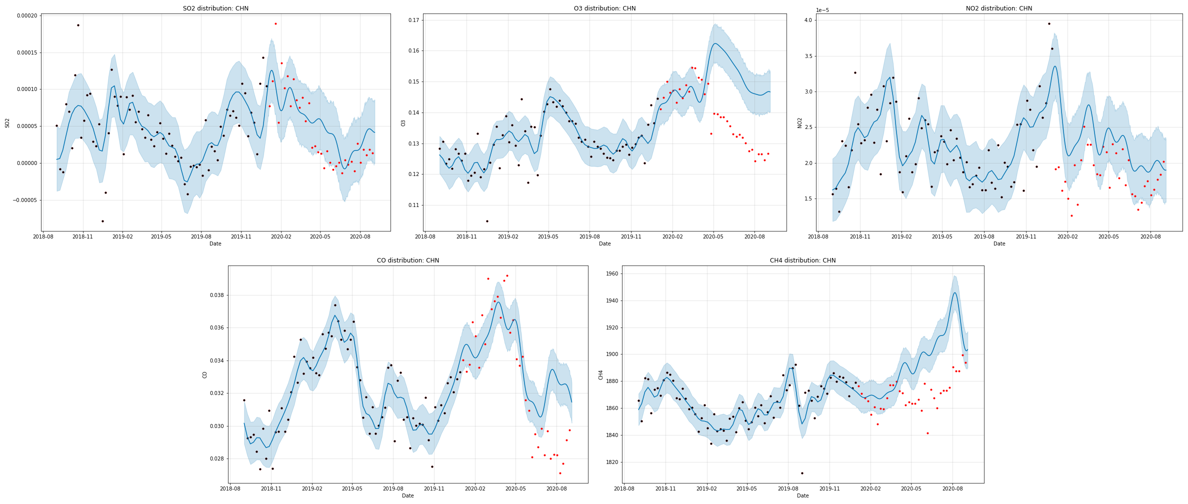 SO2 distribution: CHN
0.00020
0.00015
0.00010
0.00005
0.00000
−0.00005
SO2
2018-08 2018-11 2019-02 2019-05 2019-08 2019-11 2020-02 2020-05 2020-08
Date
O3 distribution: CHN
0.17
0.16
0.15
0.14
0.13
0.12
0.11
O3
2018-08 2018-11 2019-02 2019-05 2019-08 2019-11 2020-02 2020-05 2020-08
Date
NO2 distribution: CHN
1e−5
4.0
3.5
3.0
2.5
2.0
1.5
NO2
2018-08 2018-11 2019-02 2019-05 2019-08 2019-11 2020-02 2020-05 2020-08
Date
CO distribution: CHN
0.038
0.036
0.034
0.032
0.030
0.028
CO
2018-08 2018-11 2019-02 2019-05 2019-08 2019-11 2020-02 2020-05 2020-08
Date
CH4 distribution: CHN
1960
1940
1920
1900
1880
1860
1840
1820
CH4
2018-08 2018-11 2019-02 2019-05 2019-08 2019-11 2020-02 2020-05 2020-08
Date